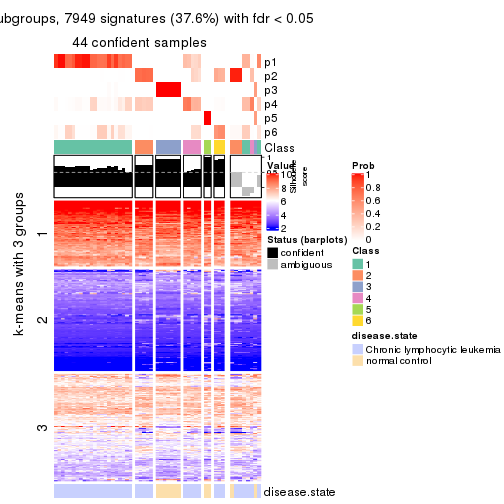 ubgroups, 7949 signatures (37.6%) with fdr < 0.05
44 confident samples
p1
p2
p3
p4
p5
p6
Class
1
Silhouette
score
Value
10
8
6
4
2
Status (barplots)
confident
ambiguous
Prob
1
0.8
0.6
0.4
0.2
0
Class
1
2
3
4
5
6
disease.state
Chronic lymphocytic leukemia
normal control
k-means with 3 groups
1
2
3
disease.state